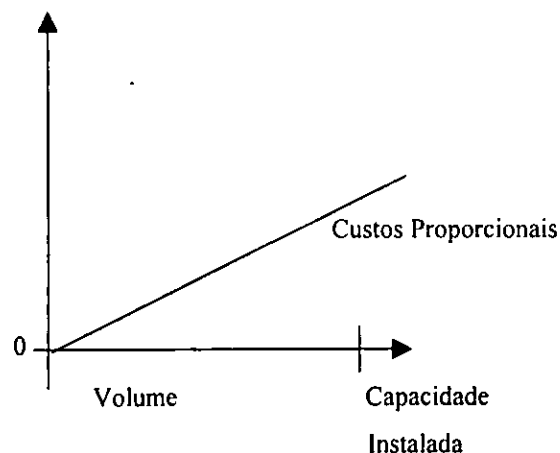 Custos Proporcionais
0
Volume
Capacidade
Instalada